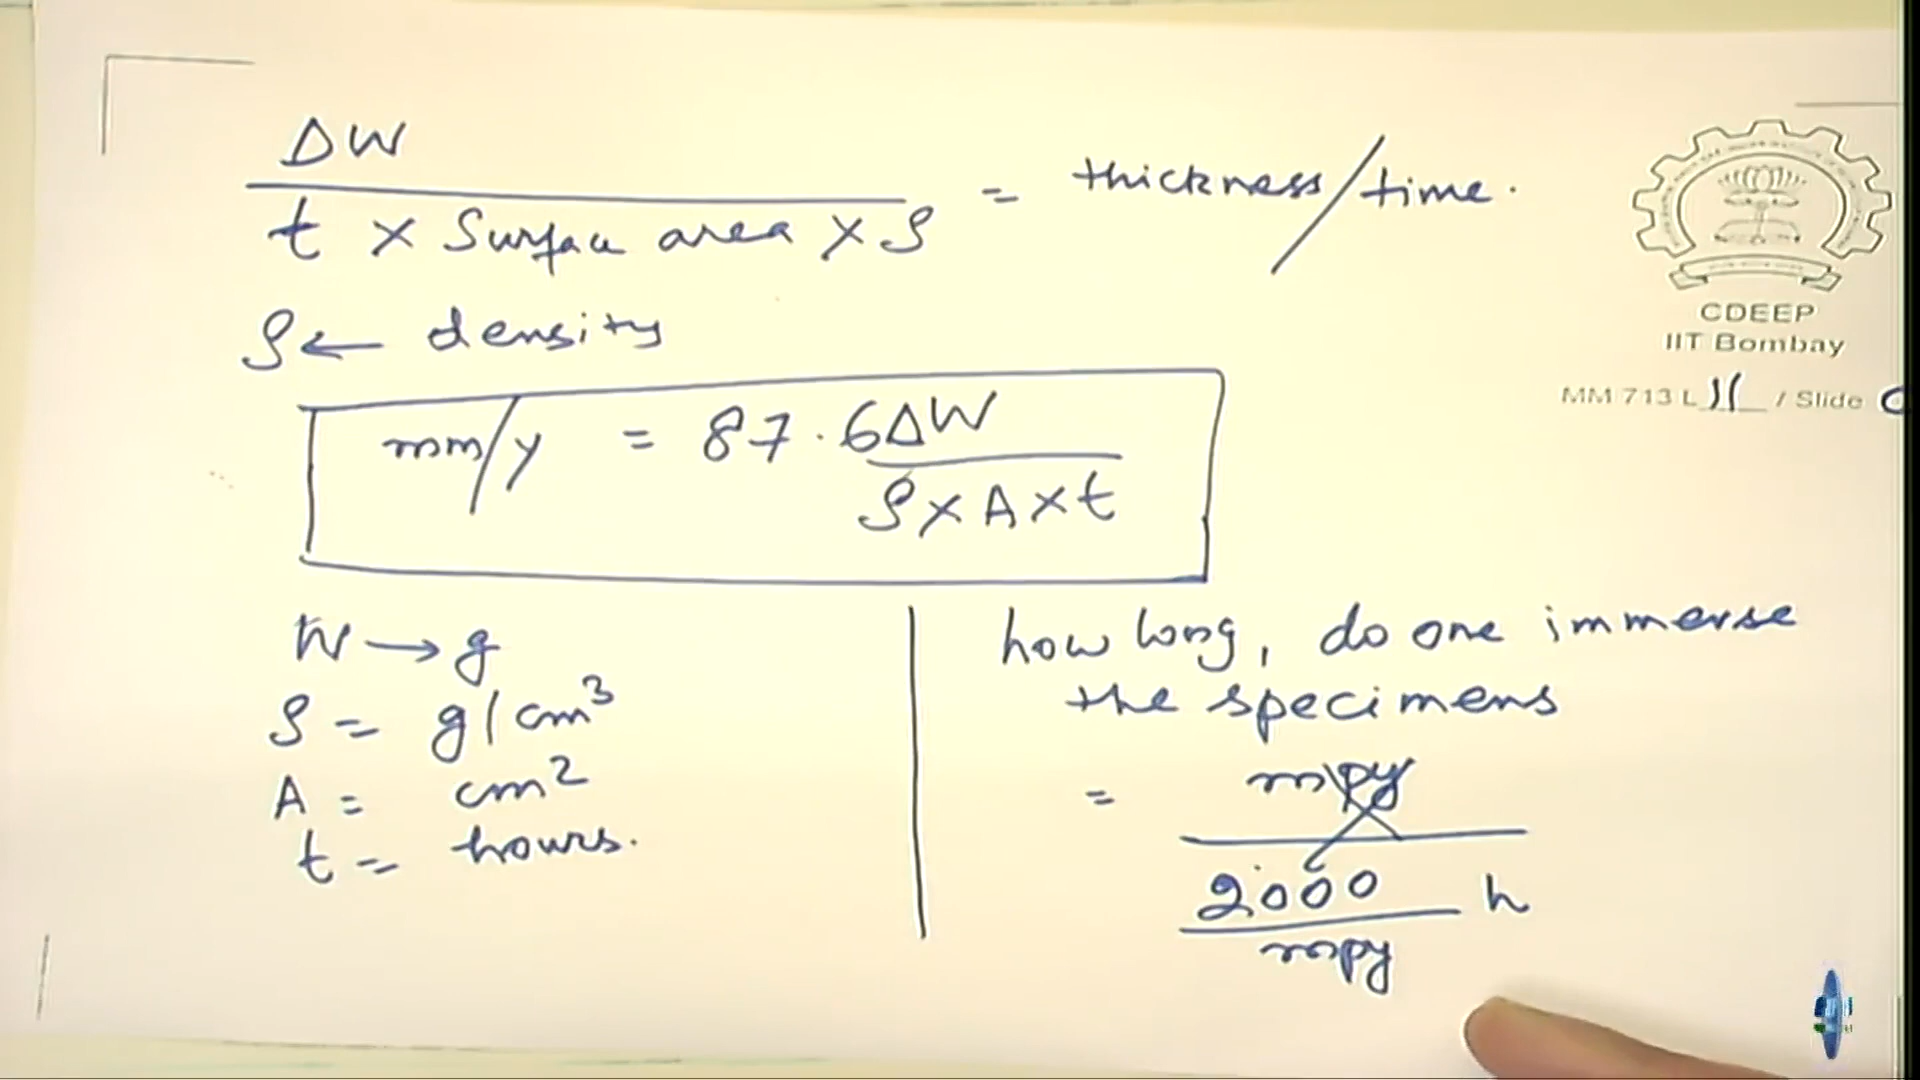 ΔW
t × Surface area × ρ = thickness/time.
ρ ← density
mm/y = 87.6ΔW
ρ × A × t
W → g
ρ = g/cm³
A = cm²
t = hours.
how long, do one immerse
the specimens
= mpy
2000 h
mpy
CDEEP
IIT Bombay
MM 713 L 11 / Slide